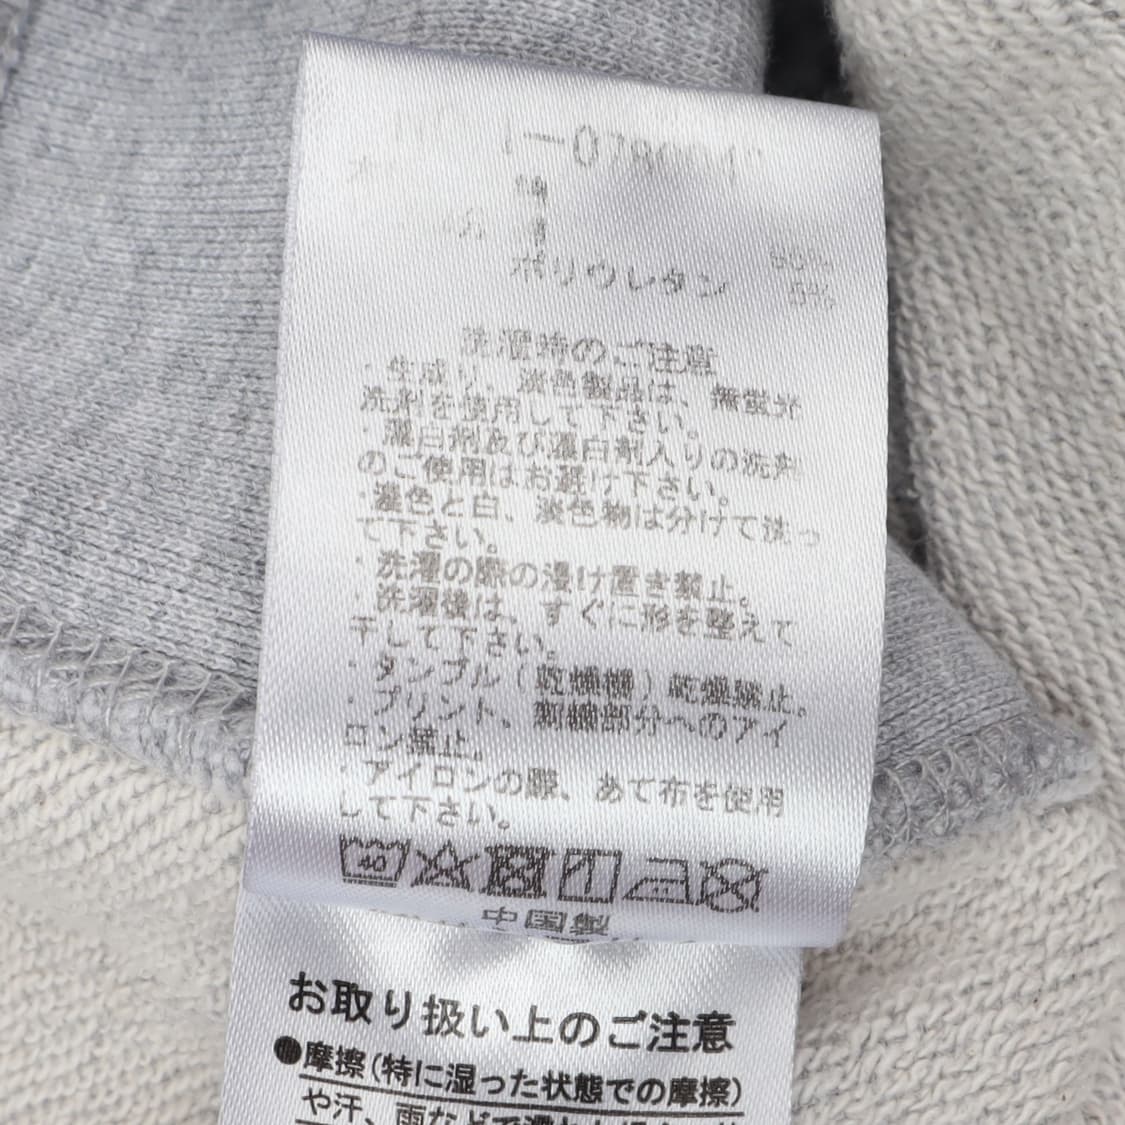 綿
ポリウレタン 5%
洗濯時のご注意
・生成り、淡色製品は、無蛍光
洗剤を使用して下さい。
・漂白剤及び漂白剤入りの洗剤
のご使用はお避け下さい。
・濃色と白、淡色物は分けて洗っ
て下さい。
・洗濯の際の浸け置き禁止。
・洗濯後は、すぐに形を整えて
干して下さい。
・タンブル（乾燥機）乾燥禁止。
・プリント、刺繍部分へのアイ
ロン禁止。
・アイロンの際、あて布を使用
して下さい。
40
中国製
お取り扱い上のご注意
●摩擦（特に湿った状態での摩擦）
や汗、雨などで